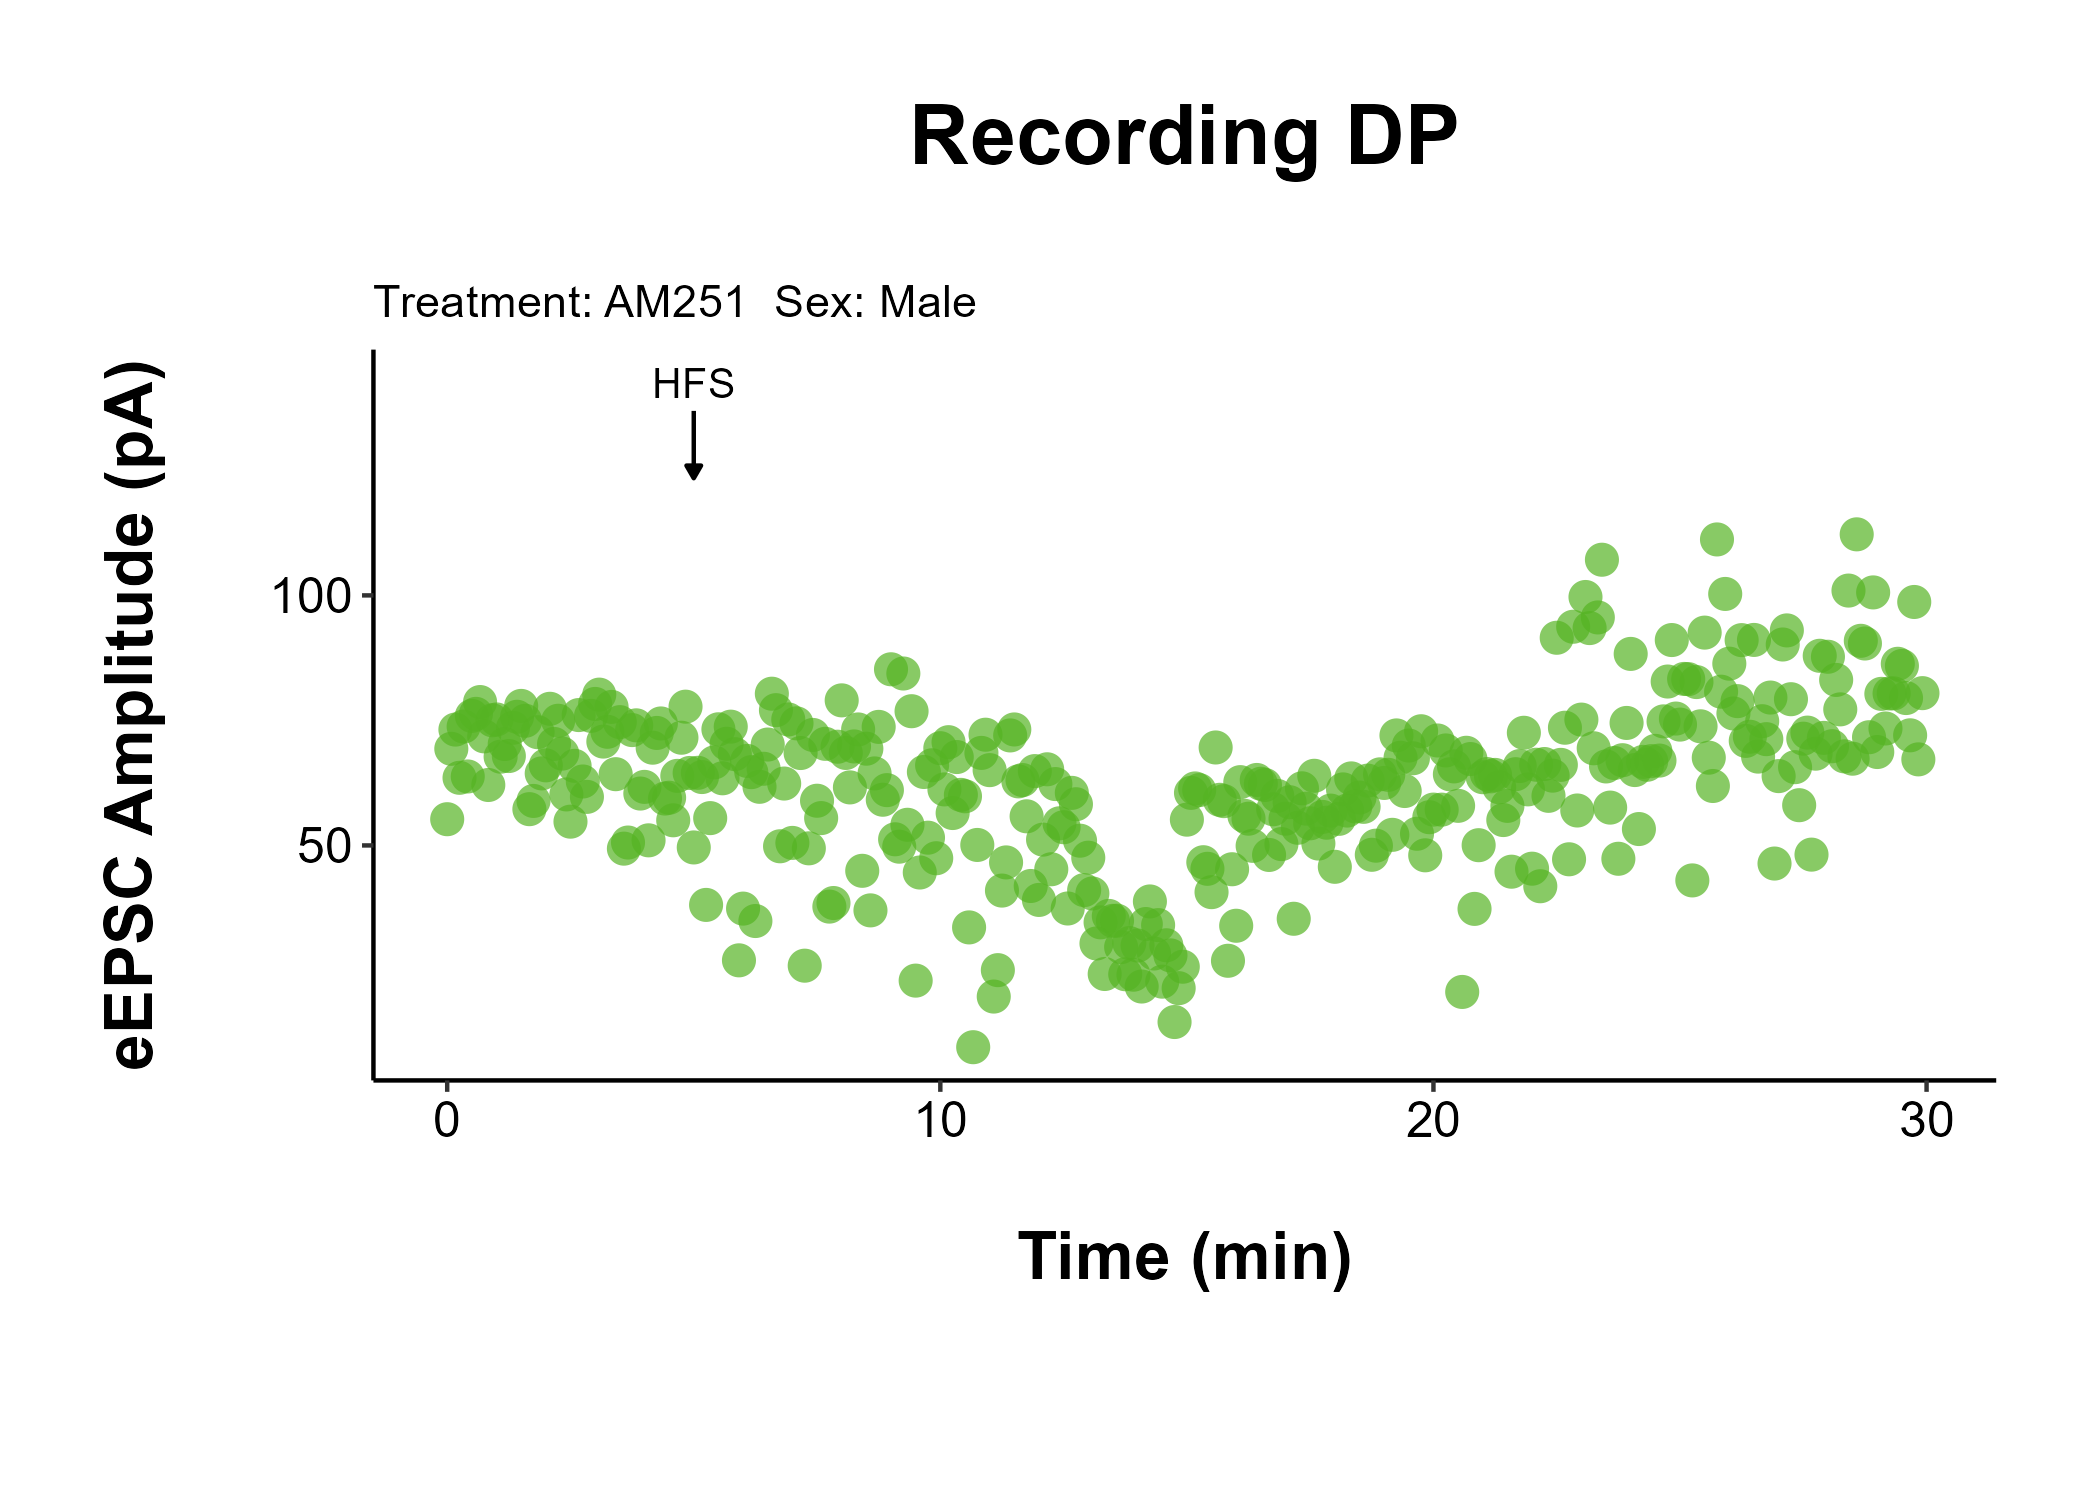 Recording DP
Treatment: AM251  Sex: Male
HFS
eEPSC Amplitude (pA)
100
50
0 10 20 30
Time (min)